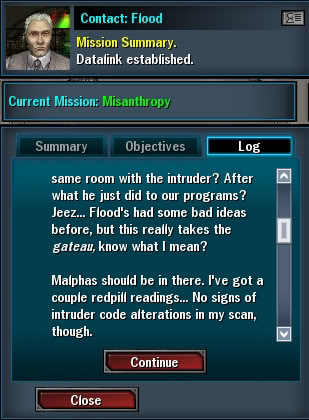 Contact: Flood
Mission Summary.
Datalink established.
Current Mission: Misanthropy
Summary
Objectives
Log
same room with the intruder? After
what he just did to our programs?
Jeez... Flood's had some bad ideas
before, but this really takes the
gateau, know what I mean?
Malphas should be in there. I've got a
couple redpill readings... No signs of
intruder code alterations in my scan,
though.
Continue
Close